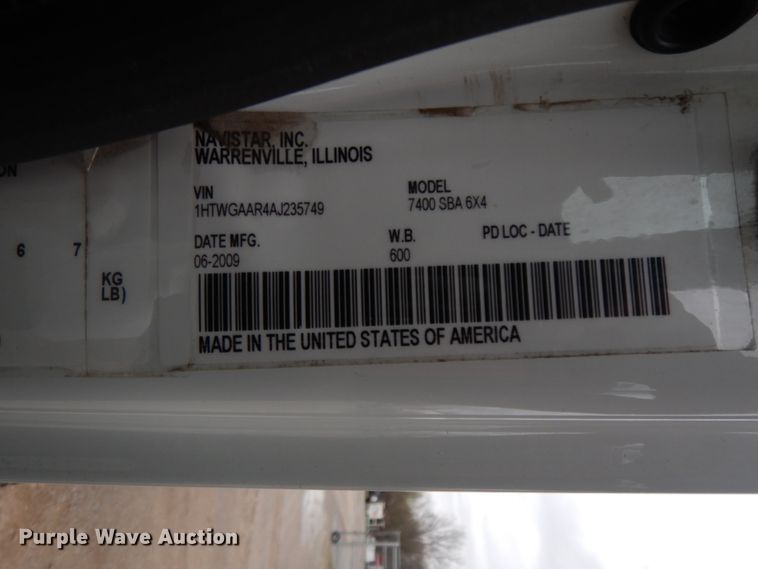 ON
6 7
KG
LB)
NAVISTAR, INC.
WARRENVILLE, ILLINOIS
VIN MODEL
1HTWGAAR4AJ235749 7400 SBA 6X4
DATE MFG. W.B. PD LOC - DATE
06-2009 600
MADE IN THE UNITED STATES OF AMERICA
Purple Wave Auction